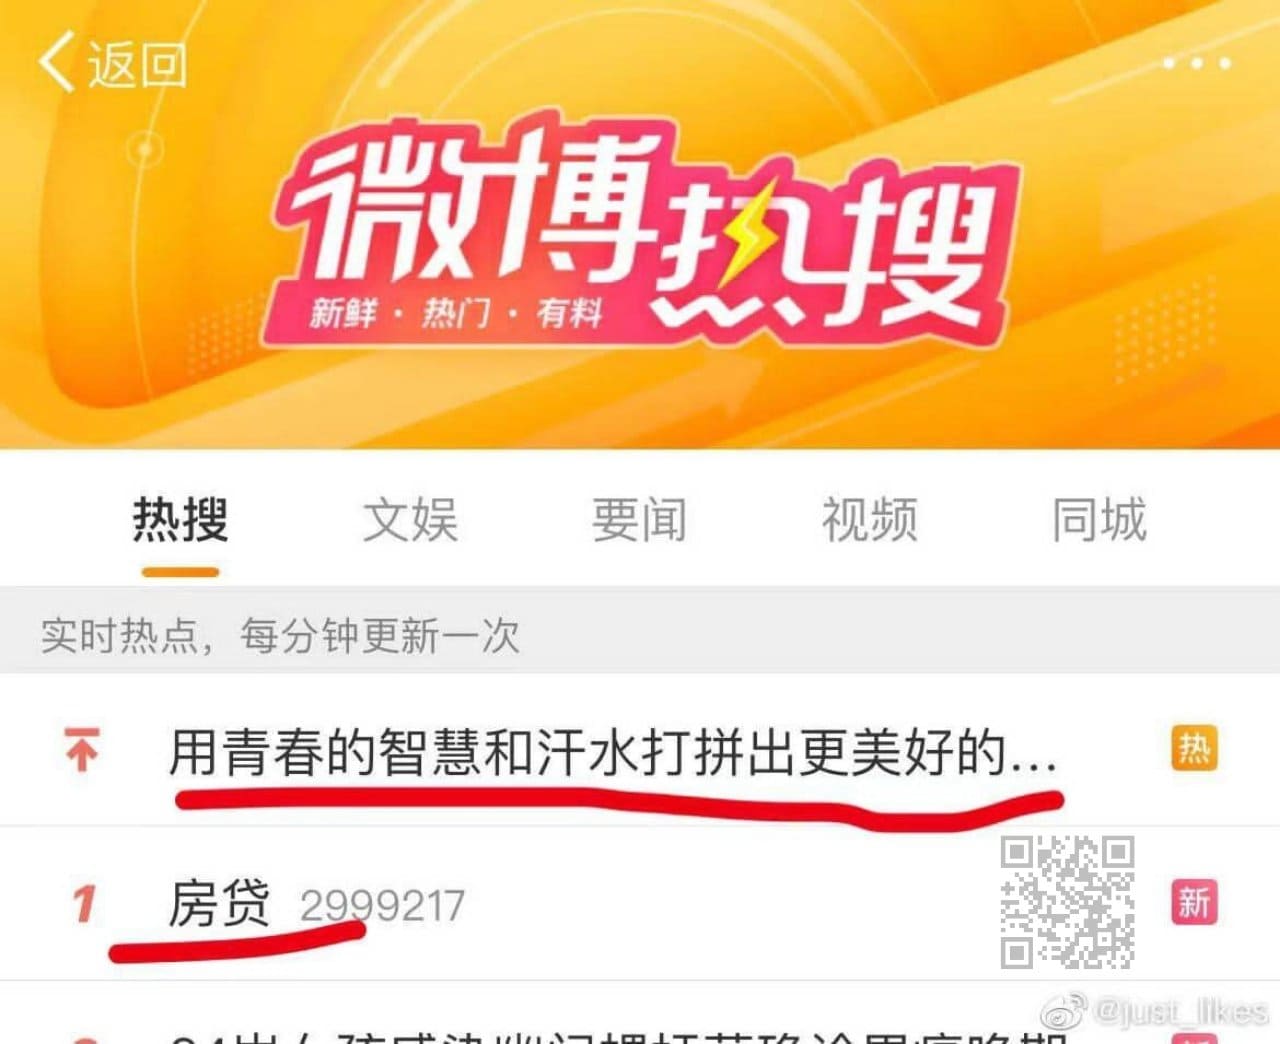 返回
微博热搜
新鲜·热门·有料
热搜 文娱 要闻 视频 同城
实时热点，每分钟更新一次
用青春的智慧和汗水打拼出更美好的... 热
1 房贷 2999217 新
@just_likes